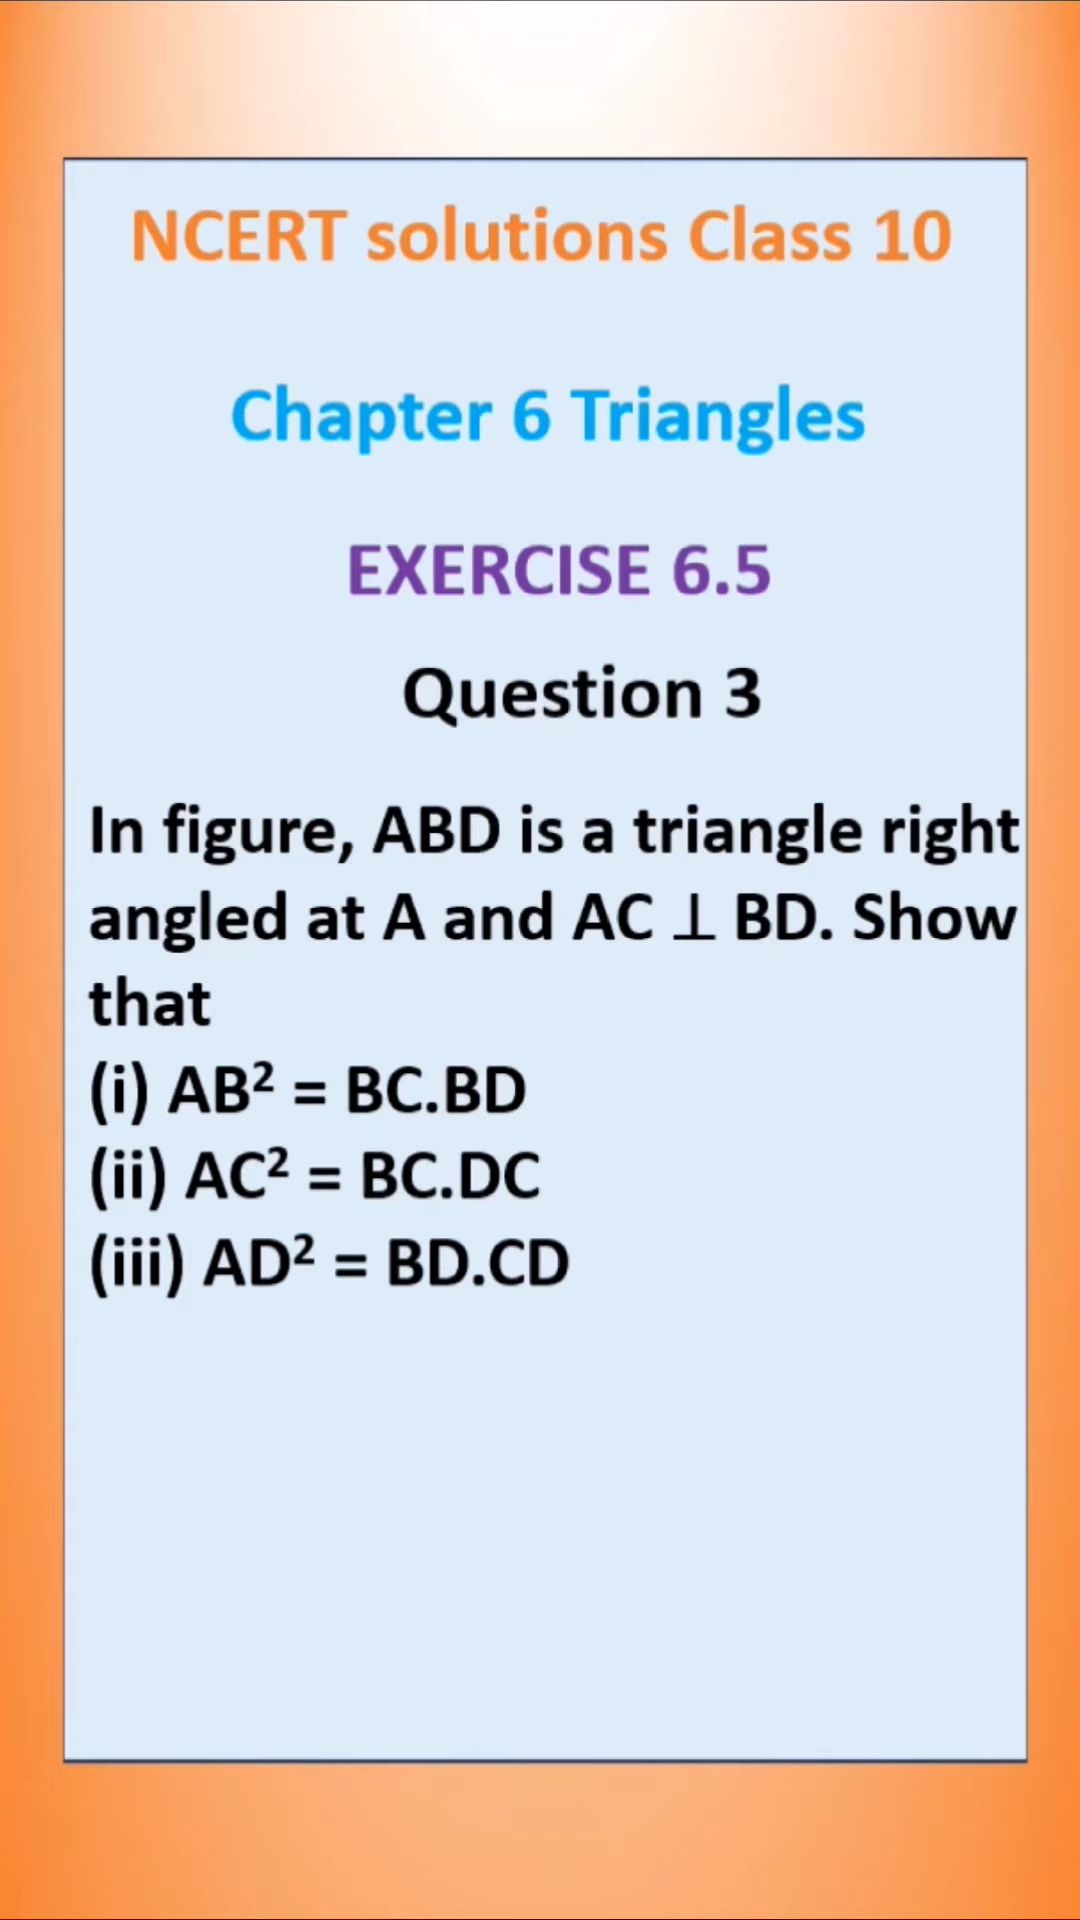 NCERT solutions Class 10
Chapter 6 Triangles
EXERCISE 6.5
Question 3
In figure, ABD is a triangle right
angled at A and AC ⊥ BD. Show
that
(i) AB² = BC.BD
(ii) AC² = BC.DC
(iii) AD² = BD.CD